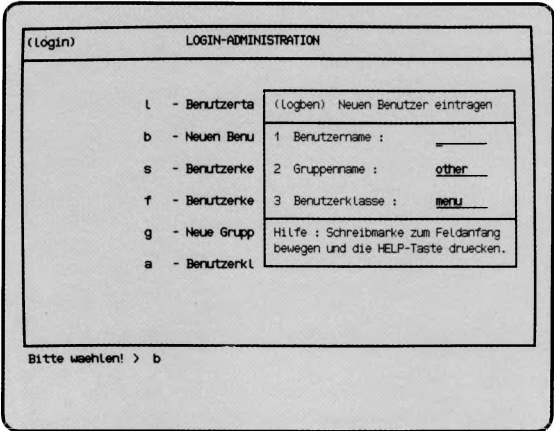 (login) LOGIN-ADMINISTRATION
l - Benutzerta
(logben) Neuen Benutzer eintragen
b - Neuen Benu
1 Benutzername : _
s - Benutzerke
2 Gruppenname : other
f - Benutzerke
3 Benutzerklasse : menu
g - Neue Grupp
Hilfe : Schreibmarke zum Feldanfang
bewegen und die HELP-Taste druecken.
a - Benutzerkl
Bitte waehlen! > b